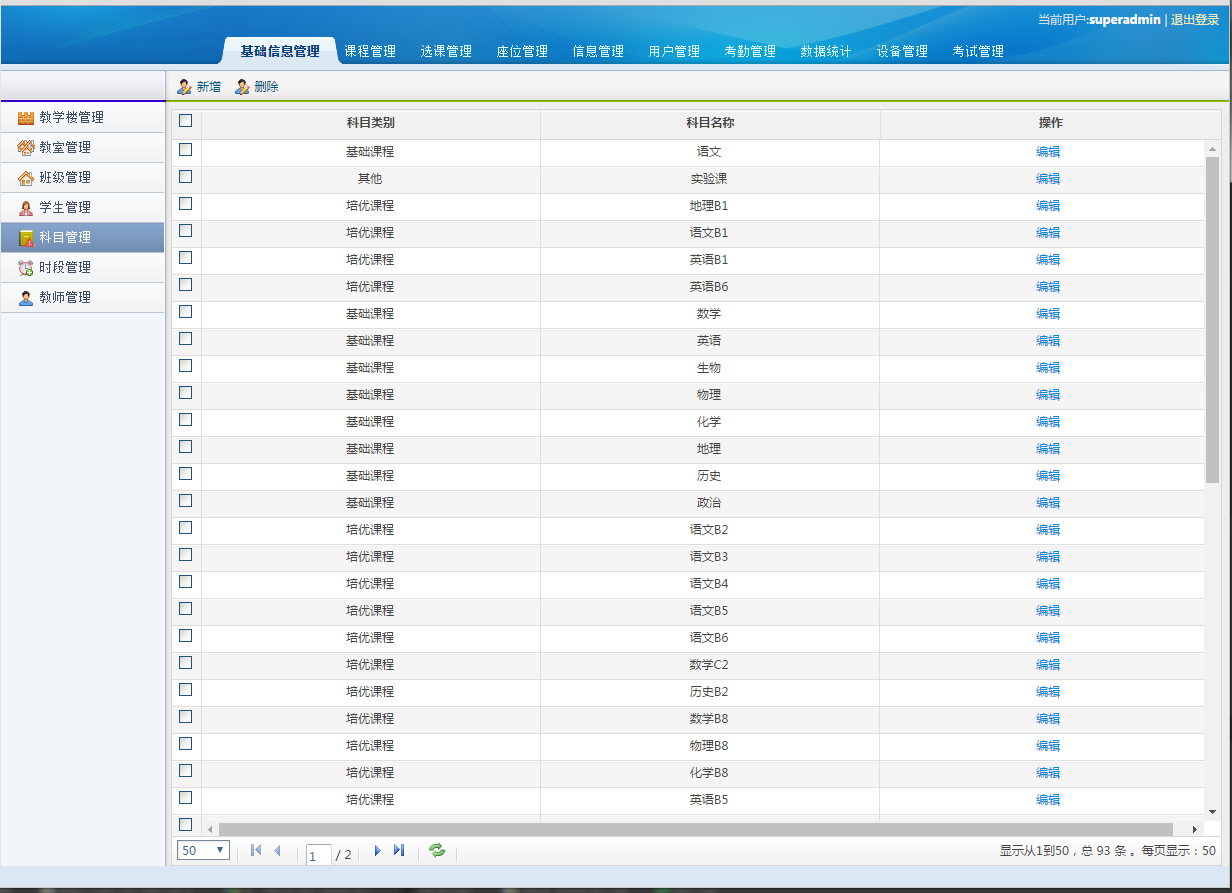 当前用户:superadmin | 退出登录
基础信息管理 课程管理 选课管理 座位管理 信息管理 用户管理 考勤管理 数据统计 设备管理 考试管理
新增 删除
教学楼管理
教室管理
班级管理
学生管理
科目管理
时段管理
教师管理
科目类别 科目名称 操作
基础课程 语文 编辑
其他 实验课 编辑
培优课程 地理B1 编辑
培优课程 语文B1 编辑
培优课程 英语B1 编辑
培优课程 英语B6 编辑
基础课程 数学 编辑
基础课程 英语 编辑
基础课程 生物 编辑
基础课程 物理 编辑
基础课程 化学 编辑
基础课程 地理 编辑
基础课程 历史 编辑
基础课程 政治 编辑
培优课程 语文B2 编辑
培优课程 语文B3 编辑
培优课程 语文B4 编辑
培优课程 语文B5 编辑
培优课程 语文B6 编辑
培优课程 数学C2 编辑
培优课程 历史B2 编辑
培优课程 数学B8 编辑
培优课程 物理B8 编辑
培优课程 化学B8 编辑
培优课程 英语B5 编辑
50 1 / 2 显示从1到50，总 93 条 。每页显示：50